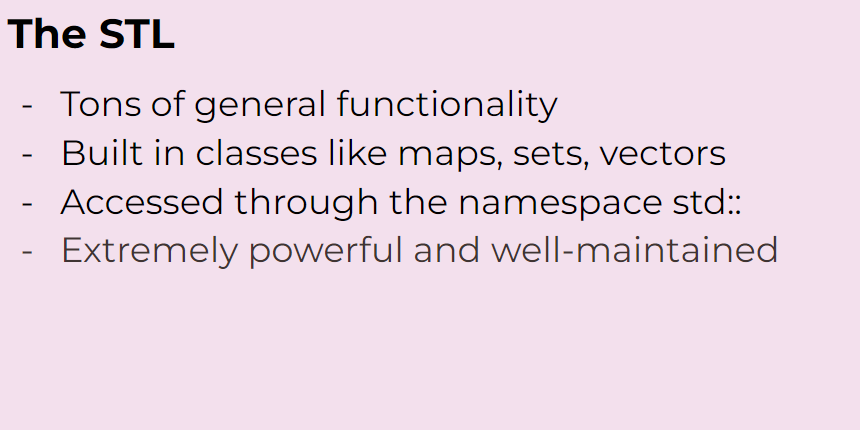 The STL
- Tons of general functionality
- Built in classes like maps, sets, vectors
- Accessed through the namespace std::
- Extremely powerful and well-maintained